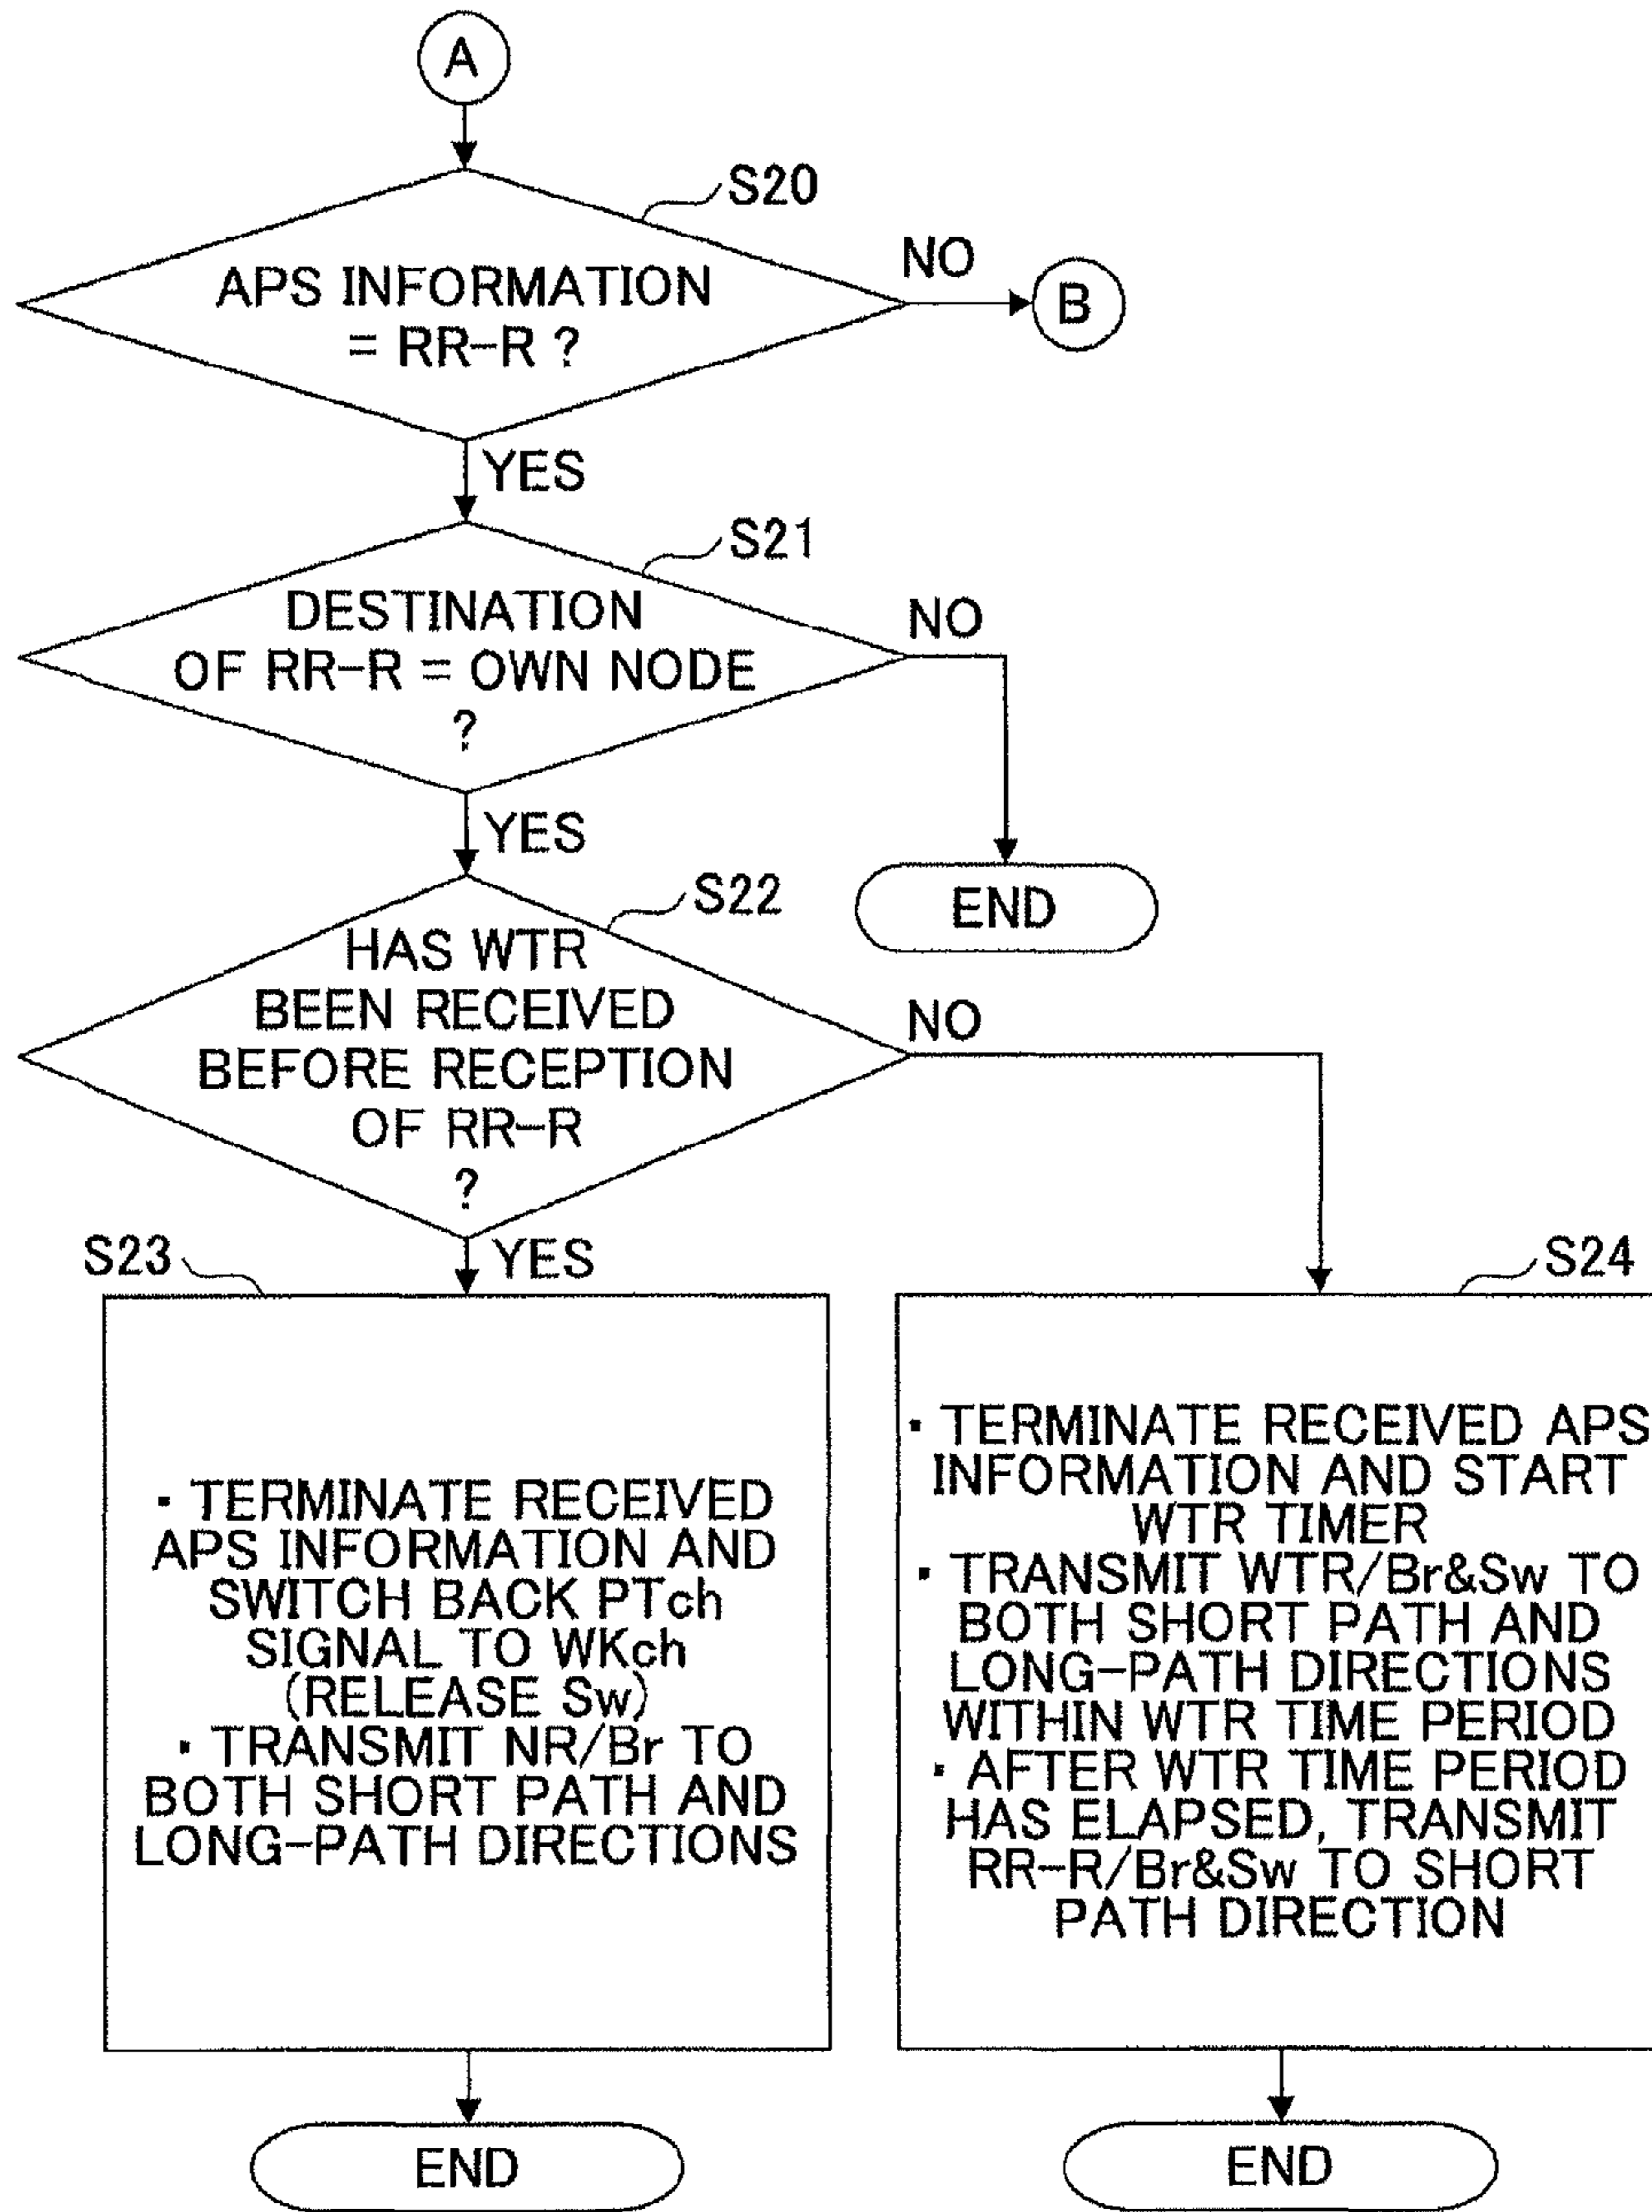 A
S20
APS INFORMATION
= RR-R ?
NO
B
YES
S21
DESTINATION
OF RR-R = OWN NODE
?
NO
YES
END
S22
HAS WTR
BEEN RECEIVED
BEFORE RECEPTION
OF RR-R
?
NO
YES
S23
· TERMINATE RECEIVED
APS INFORMATION AND
SWITCH BACK PTch
SIGNAL TO WKch
(RELEASE Sw)
· TRANSMIT NR/Br TO
BOTH SHORT PATH AND
LONG-PATH DIRECTIONS
END
S24
· TERMINATE RECEIVED APS
INFORMATION AND START
WTR TIMER
· TRANSMIT WTR/Br&Sw TO
BOTH SHORT PATH AND
LONG-PATH DIRECTIONS
WITHIN WTR TIME PERIOD
· AFTER WTR TIME PERIOD
HAS ELAPSED, TRANSMIT
RR-R/Br&Sw TO SHORT
PATH DIRECTION
END